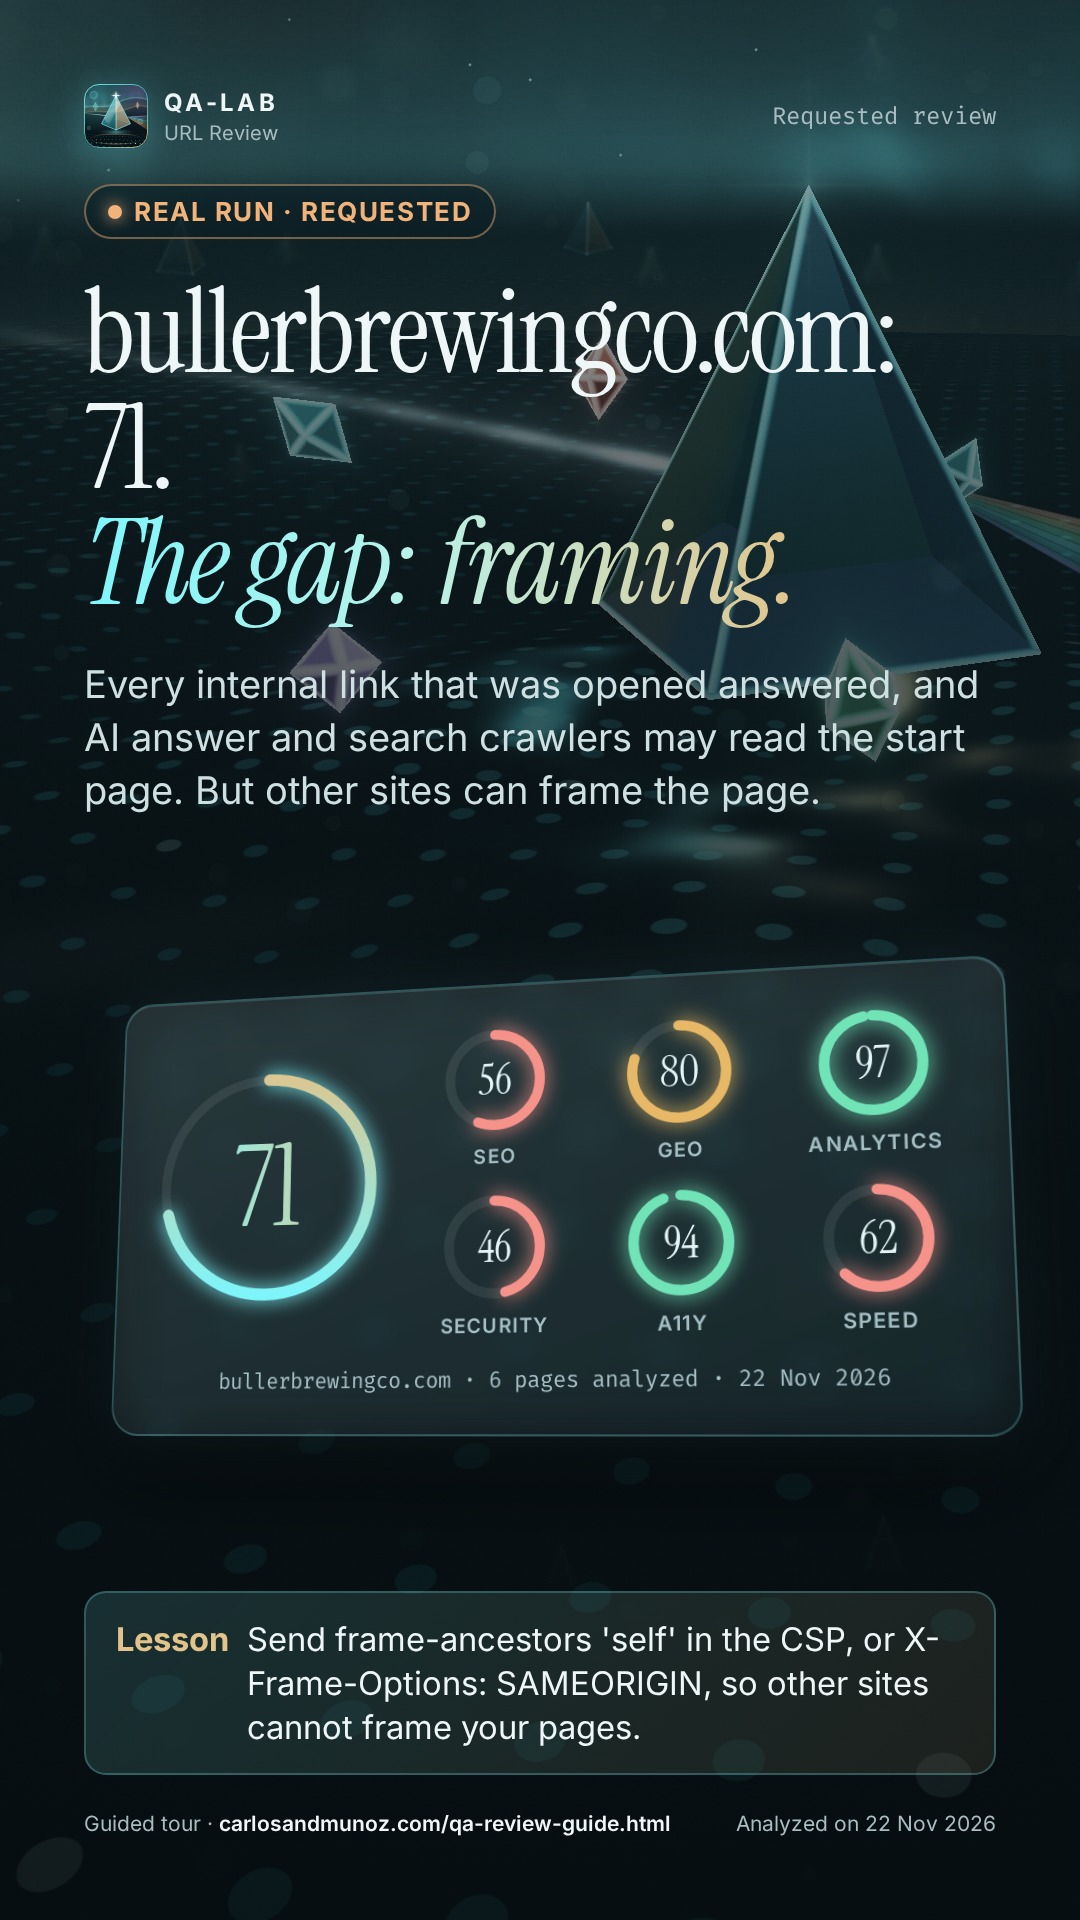 QA-LAB
URL Review
Requested review
REAL RUN · REQUESTED
bullerbrewingco.com:
71.
The gap: framing.
Every internal link that was opened answered, and
AI answer and search crawlers may read the start
page. But other sites can frame the page.
71
56
SEO
80
GEO
97
ANALYTICS
46
SECURITY
94
A11Y
62
SPEED
bullerbrewingco.com · 6 pages analyzed · 22 Nov 2026
Lesson
Send frame-ancestors 'self' in the CSP, or X-
Frame-Options: SAMEORIGIN, so other sites
cannot frame your pages.
Guided tour · carlosandmunoz.com/qa-review-guide.html
Analyzed on 22 Nov 2026